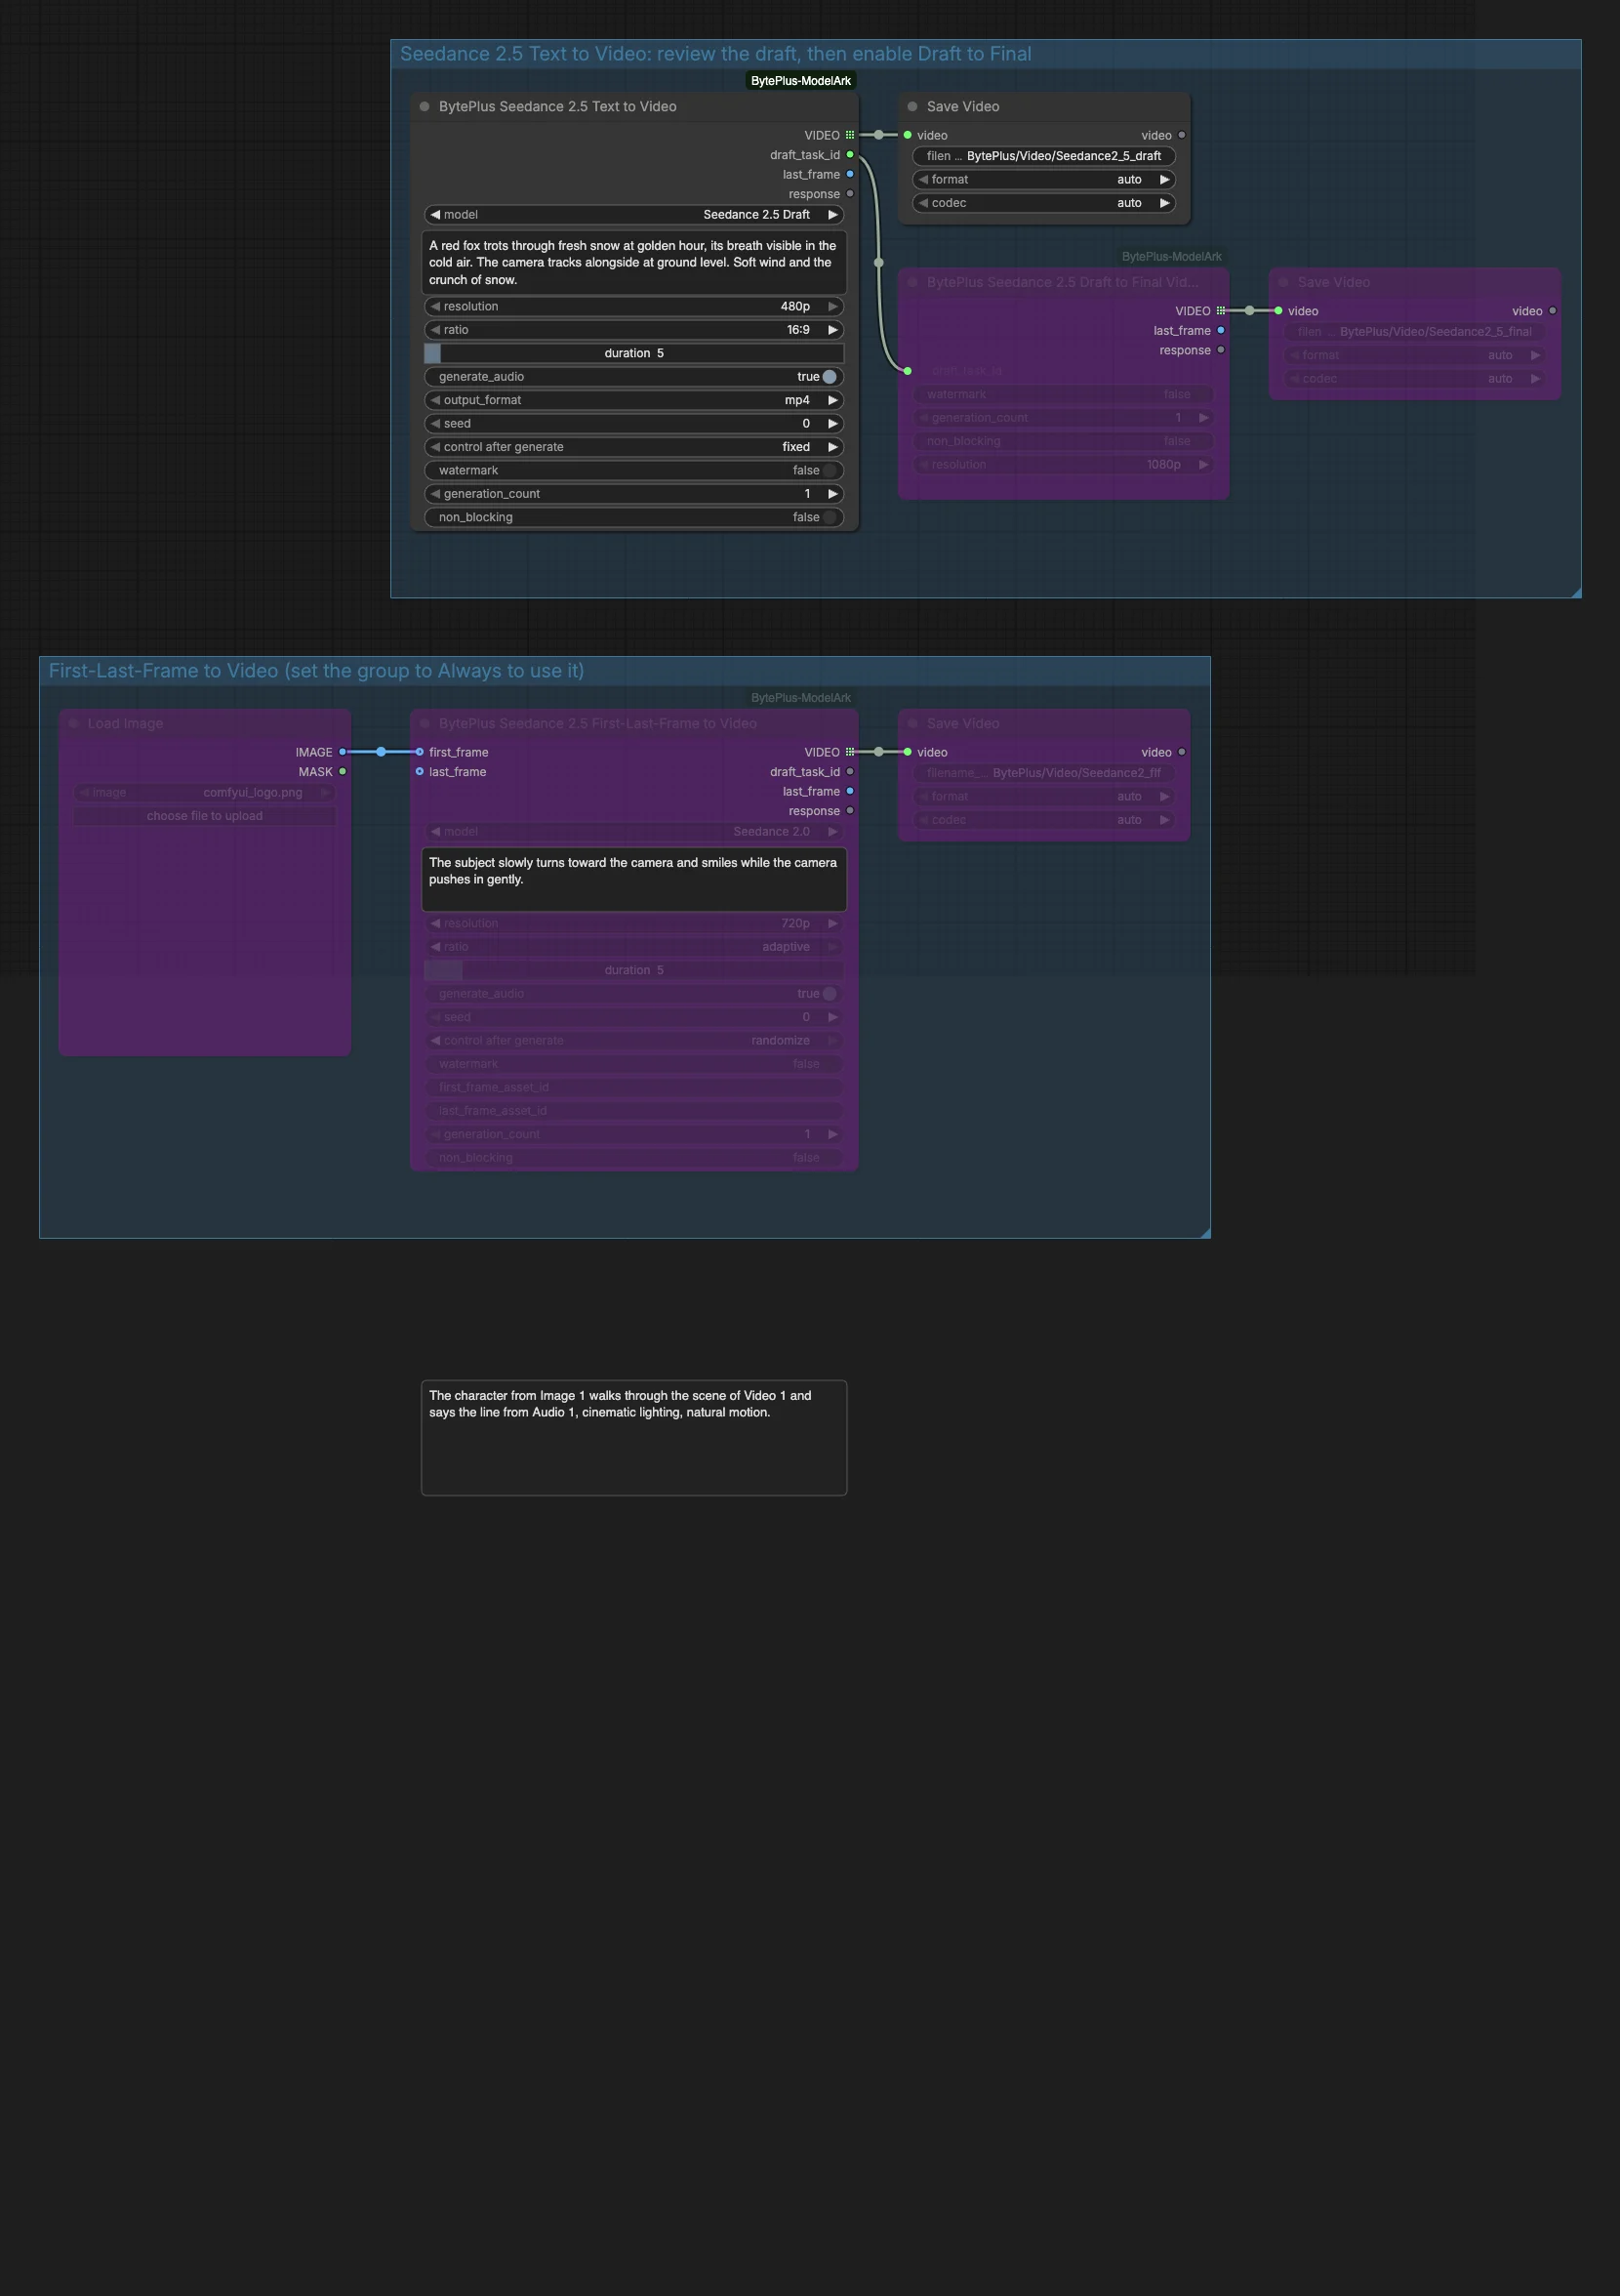 Seedance 2.5 Text to Video: review the draft, then enable Draft to Final
BytePlus-ModelArk
BytePlus Seedance 2.5 Text to Video
VIDEO
draft_task_id
last_frame
response
model Seedance 2.5 Draft
A red fox trots through fresh snow at golden hour, its breath visible in the
cold air. The camera tracks alongside at ground level. Soft wind and the
crunch of snow.
resolution 480p
ratio 16:9
duration 5
generate_audio true
output_format mp4
seed 0
control after generate fixed
watermark false
generation_count 1
non_blocking false
Save Video
video video
filen ... BytePlus/Video/Seedance2_5_draft
format auto
codec auto
BytePlus-ModelArk
BytePlus Seedance 2.5 Draft to Final Vid...
VIDEO
last_frame
response
draft_task_id
watermark false
generation_count 1
non_blocking false
resolution 1080p
Save Video
video video
filen ... BytePlus/Video/Seedance2_5_final
format auto
codec auto
First-Last-Frame to Video (set the group to Always to use it)
Load Image
IMAGE
MASK
image comfyui_logo.png
choose file to upload
BytePlus-ModelArk
BytePlus Seedance 2.5 First-Last-Frame to Video
first_frame VIDEO
last_frame draft_task_id
last_frame
response
model Seedance 2.0
The subject slowly turns toward the camera and smiles while the camera
pushes in gently.
resolution 720p
ratio adaptive
duration 5
generate_audio true
seed 0
control after generate randomize
watermark false
first_frame_asset_id
last_frame_asset_id
generation_count 1
non_blocking false
Save Video
video video
filename_... BytePlus/Video/Seedance2_flf
format auto
codec auto
The character from Image 1 walks through the scene of Video 1 and
says the line from Audio 1, cinematic lighting, natural motion.